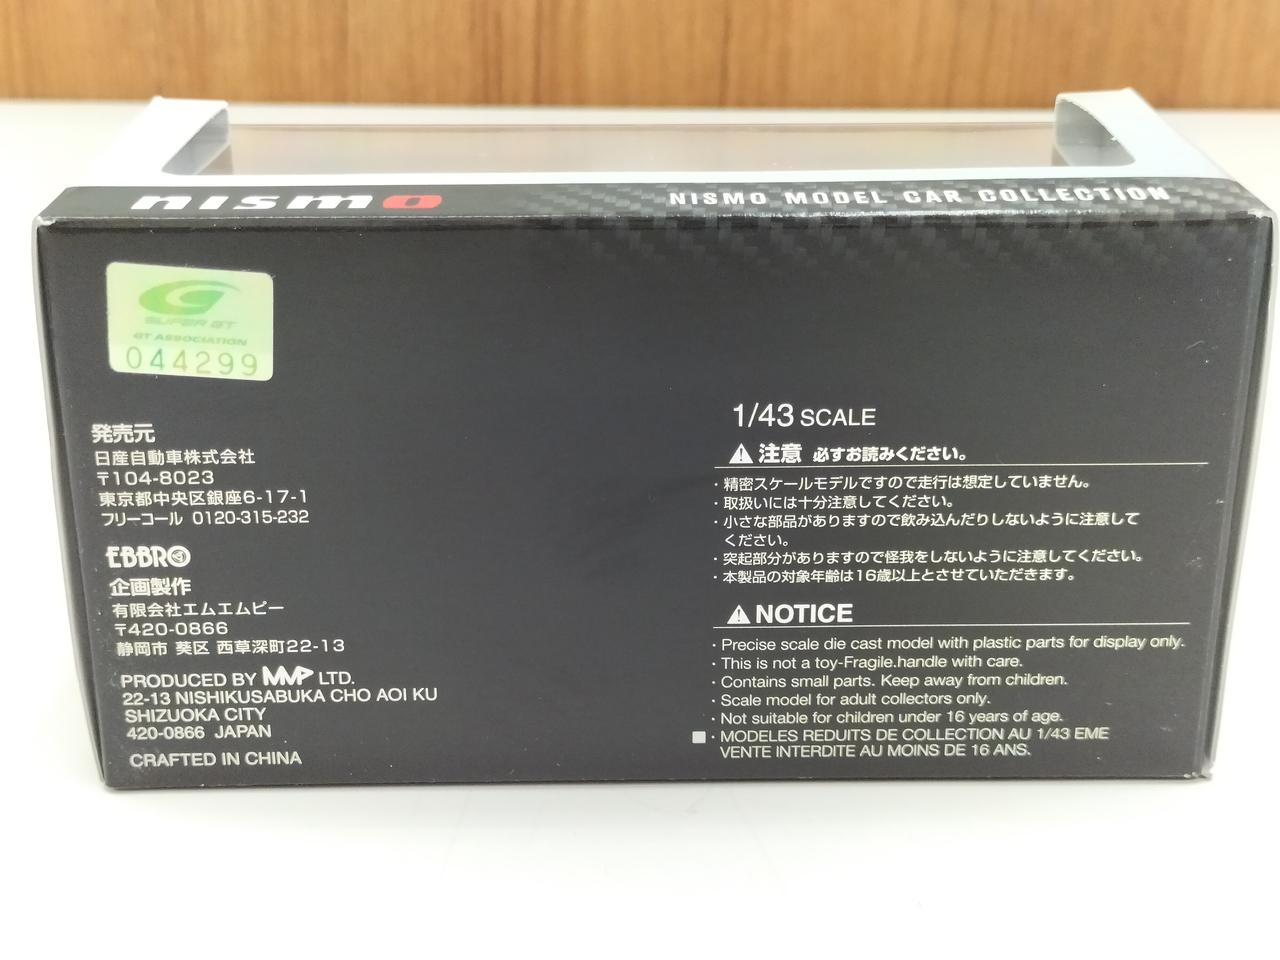 nismo
NISMO MODEL CAR COLLECTION
SUPER GT
GT ASSOCIATION
044299
発売元
日産自動車株式会社
〒104-8023
東京都中央区銀座6-17-1
フリーコール 0120-315-232
EBBRO
企画製作
有限会社エムエムピー
〒420-0866
静岡市 葵区 西草深町22-13
PRODUCED BY MMP LTD.
22-13 NISHIKUSABUKA CHO AOI KU
SHIZUOKA CITY
420-0866 JAPAN
CRAFTED IN CHINA
1/43 SCALE
注意 必ずお読みください。
・精密スケールモデルですので走行は想定していません。
・取扱いには十分注意してください。
・小さな部品がありますので飲み込んだりしないように注意して
ください。
・突起部分がありますので怪我をしないように注意してください。
・本製品の対象年齢は16歳以上とさせていただきます。
NOTICE
・Precise scale die cast model with plastic parts for display only.
・This is not a toy-Fragile.handle with care.
・Contains small parts. Keep away from children.
・Scale model for adult collectors only.
・Not suitable for children under 16 years of age.
・MODELES REDUITS DE COLLECTION AU 1/43 EME
VENTE INTERDITE AU MOINS DE 16 ANS.